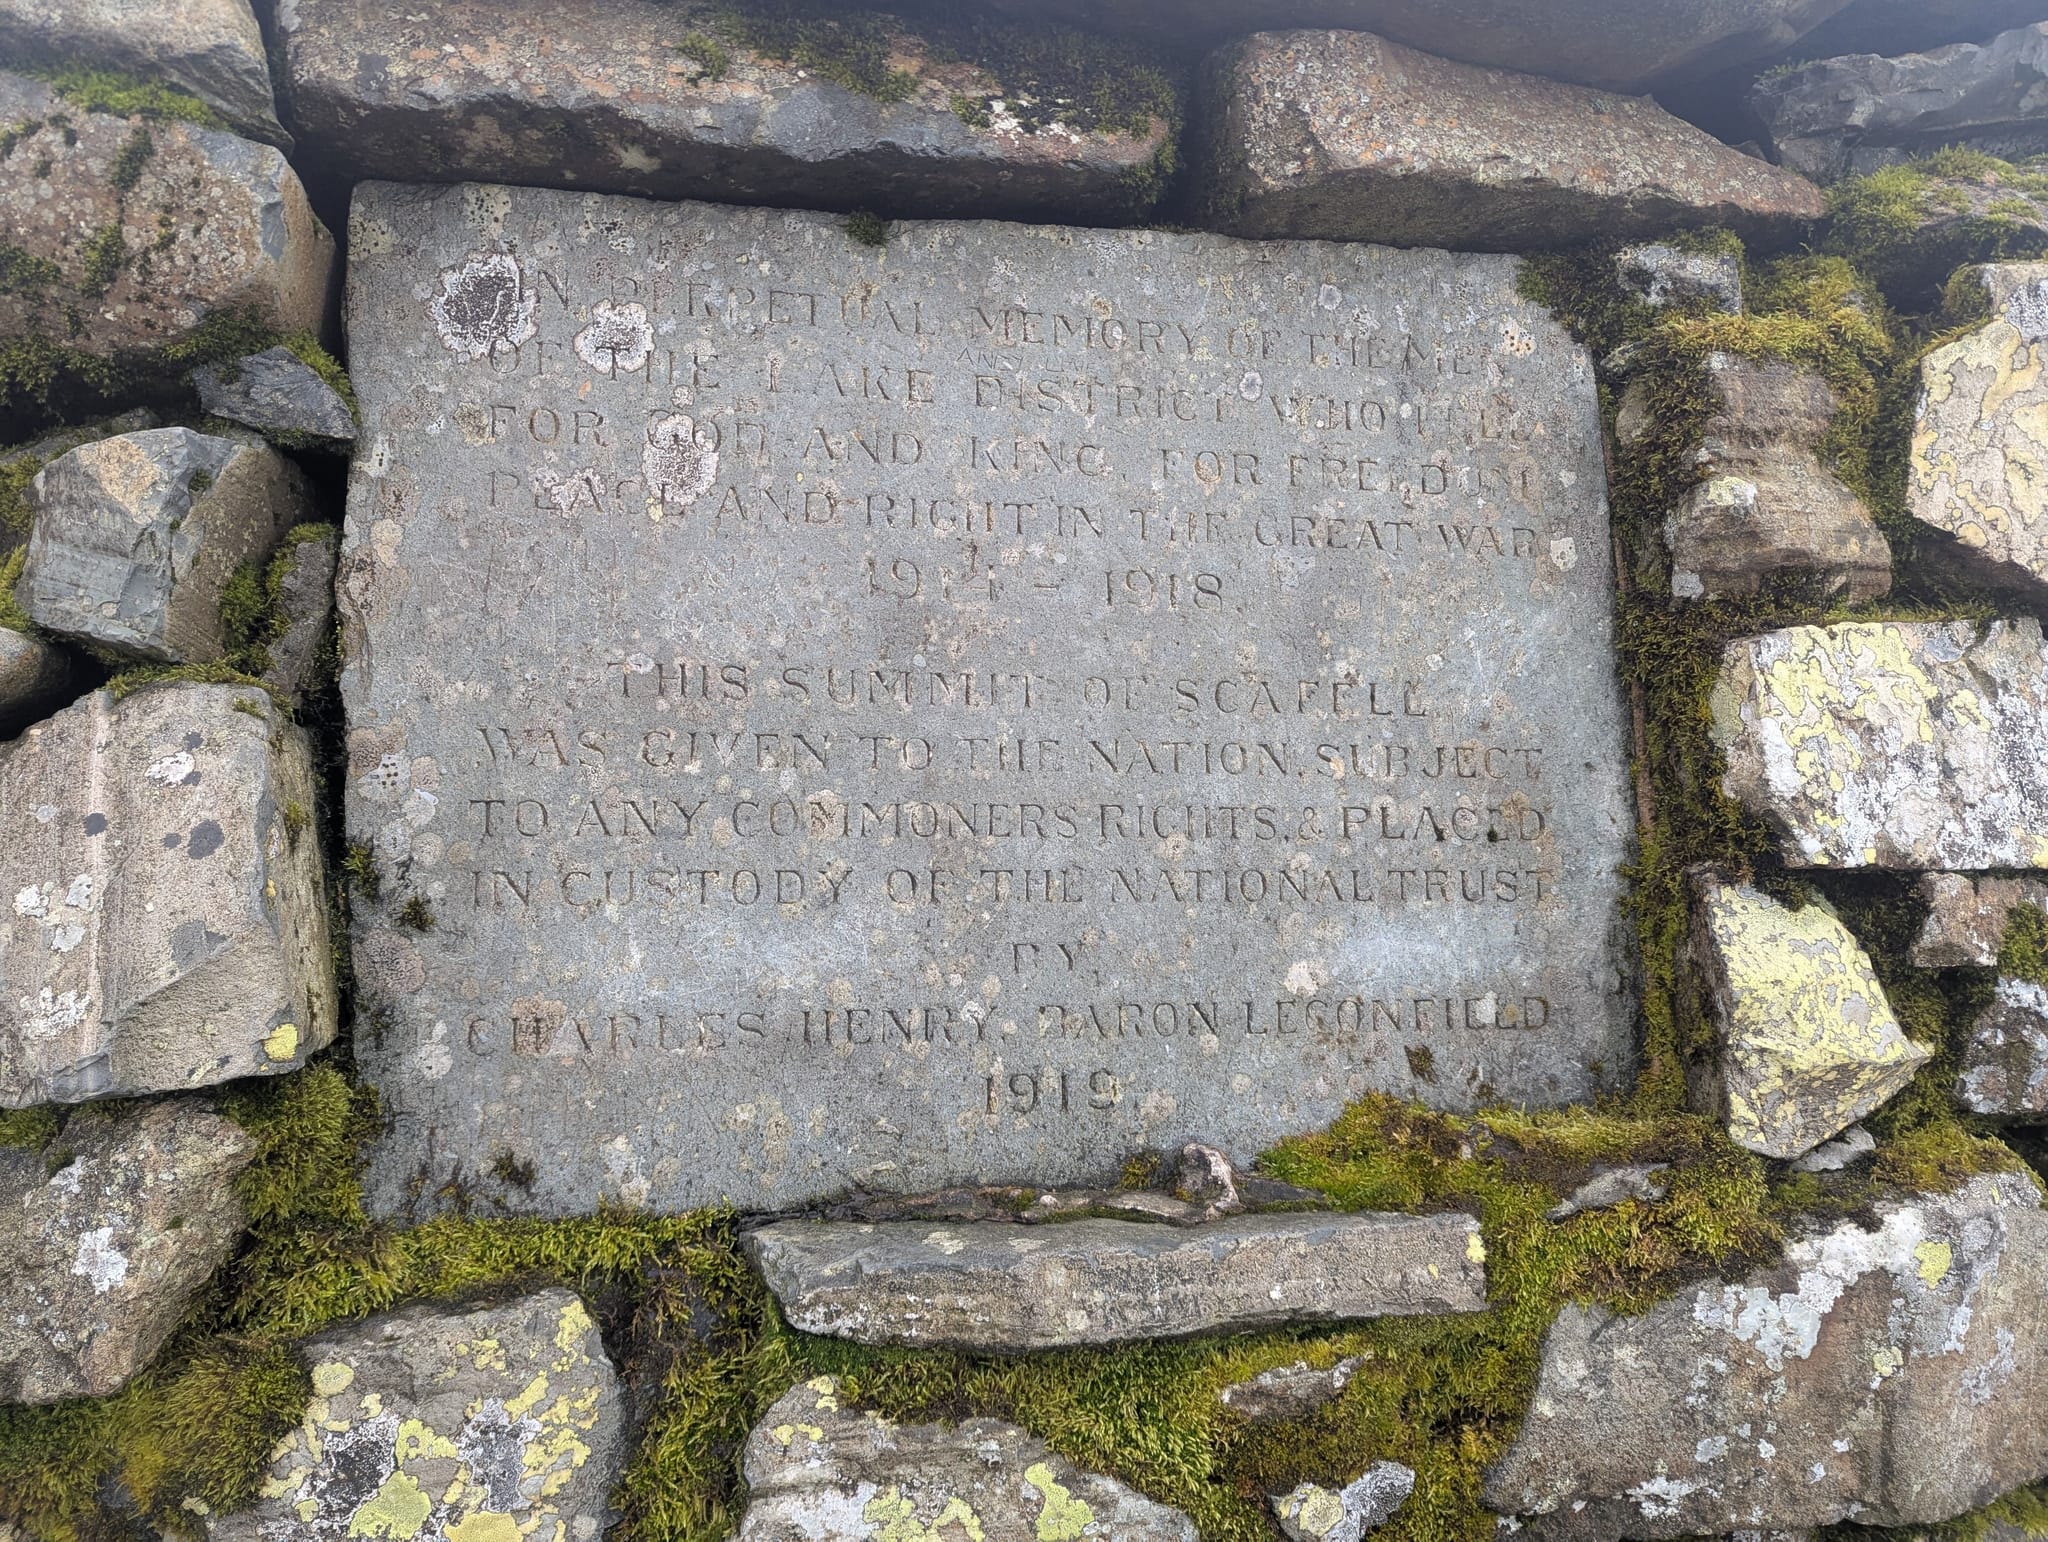 IN PERPETUAL MEMORY OF THE MEN
OF THE LAKE DISTRICT WHO FELL
FOR GOD AND KING, FOR FREEDOM
PEACE AND RIGHT IN THE GREAT WAR
1914 - 1918.
THIS SUMMIT OF SCAFELL
WAS GIVEN TO THE NATION, SUBJECT
TO ANY COMMONERS RIGHTS, & PLACED
IN CUSTODY OF THE NATIONAL TRUST
BY
CHARLES HENRY, BARON LECONFIELD
1919.